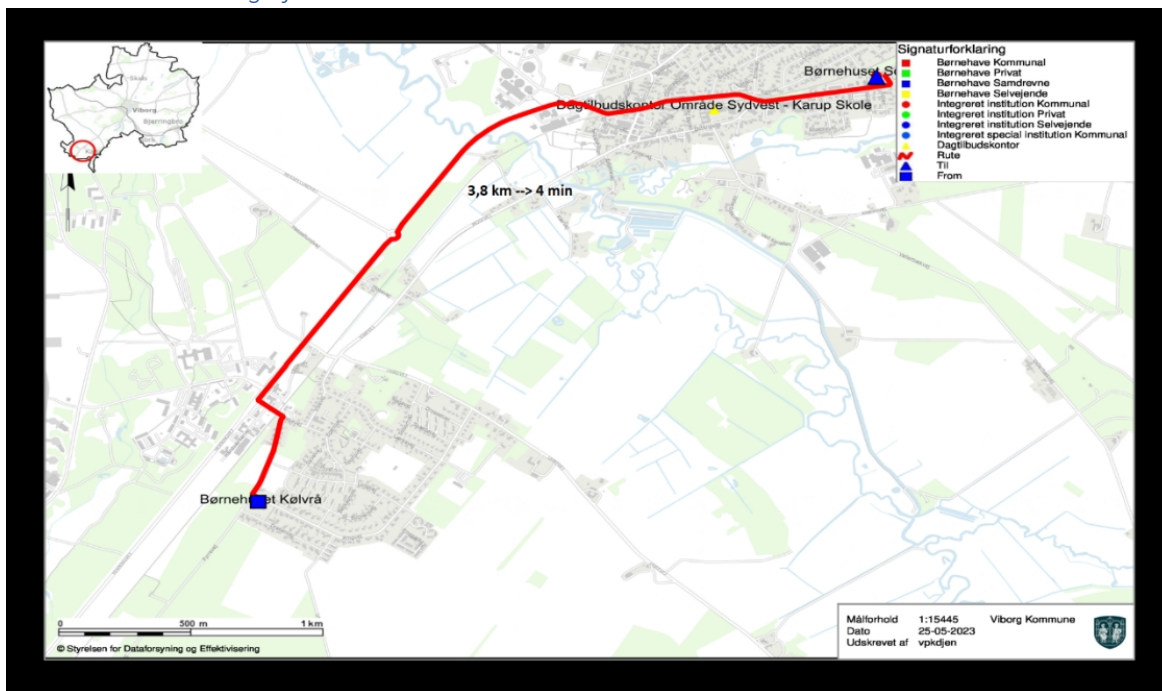 Viborg
Bjerringbro
Børnehuset
Dagtilbudskontor Område Sydvest - Karup Skole
3,8 km --> 4 min
Børnehuset Kølvrå
Signaturforklaring
Børnehave Kommunal
Børnehave Privat
Børnehave Samdrevne
Børnehave Selvejende
Integreret institution Kommunal
Integreret institution Privat
Integreret institution Selvejende
Integreret special institution Kommunal
Dagtilbudskontor
Rute
Til
From
0 500 m 1 km
© Styrelsen for Dataforsyning og Effektivisering
Målforhold 1:15445 Viborg Kommune
Dato 25-05-2023
Udskrevet af vpkdjen